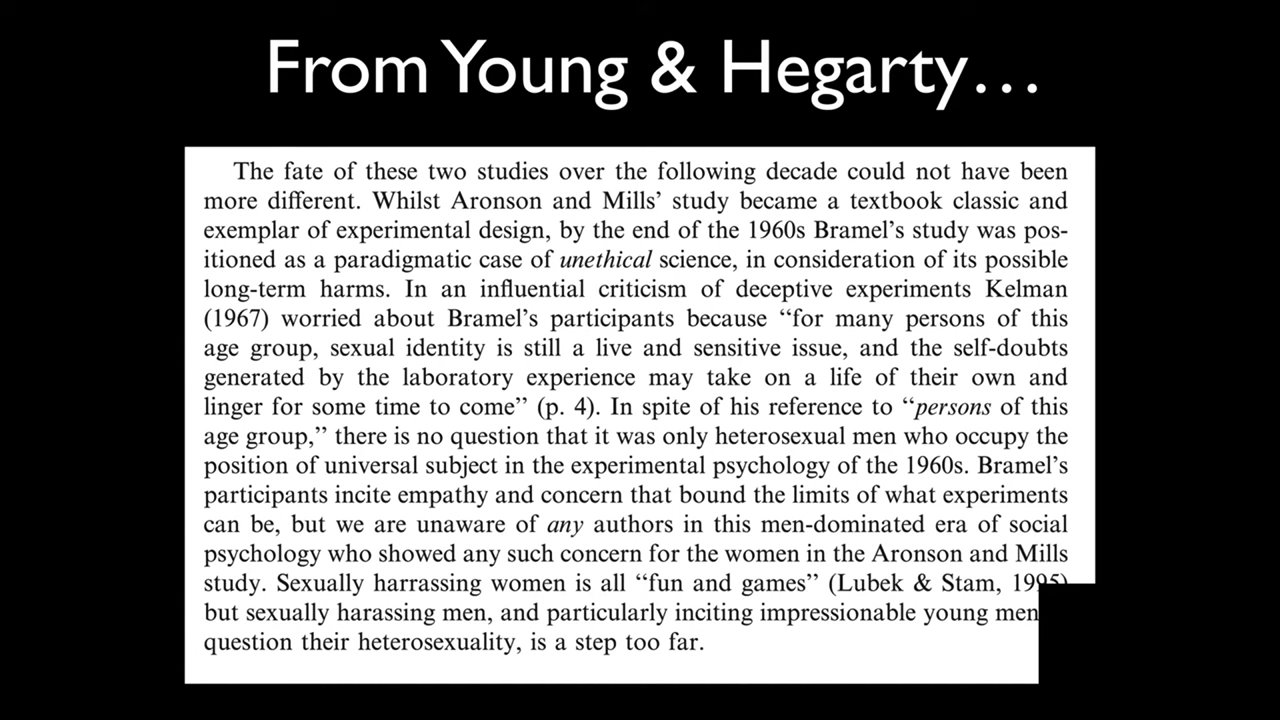 From Young & Hegarty…
The fate of these two studies over the following decade could not have been
more different. Whilst Aronson and Mills’ study became a textbook classic and
exemplar of experimental design, by the end of the 1960s Bramel’s study was pos-
itioned as a paradigmatic case of unethical science, in consideration of its possible
long-term harms. In an influential criticism of deceptive experiments Kelman
(1967) worried about Bramel’s participants because “for many persons of this
age group, sexual identity is still a live and sensitive issue, and the self-doubts
generated by the laboratory experience may take on a life of their own and
linger for some time to come” (p. 4). In spite of his reference to “persons of this
age group,” there is no question that it was only heterosexual men who occupy the
position of universal subject in the experimental psychology of the 1960s. Bramel’s
participants incite empathy and concern that bound the limits of what experiments
can be, but we are unaware of any authors in this men-dominated era of social
psychology who showed any such concern for the women in the Aronson and Mills
study. Sexually harrassing women is all “fun and games” (Lubek & Stam, 1995)
but sexually harassing men, and particularly inciting impressionable young men
question their heterosexuality, is a step too far.